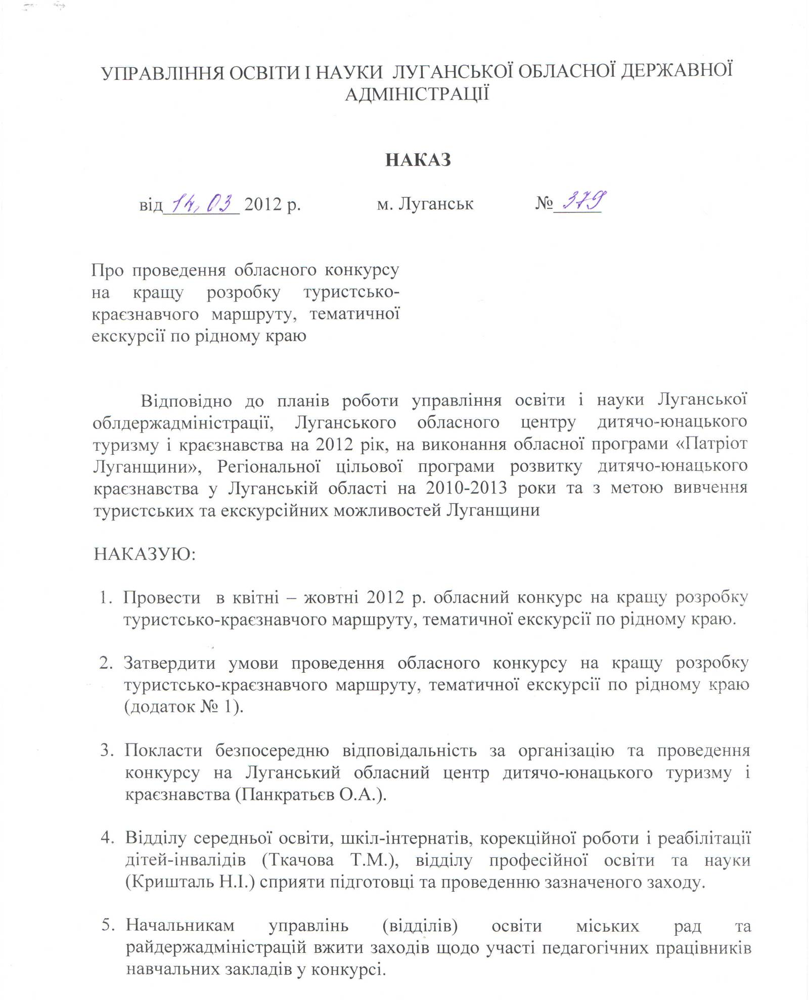 УПРАВЛІННЯ ОСВІТИ І НАУКИ ЛУГАНСЬКОЇ ОБЛАСНОЇ ДЕРЖАВНОЇ
АДМІНІСТРАЦІЇ
НАКАЗ
від 14.03 2012 р. м. Луганськ № 379
Про проведення обласного конкурсу
на кращу розробку туристсько-
краєзнавчого маршруту, тематичної
екскурсії по рідному краю
Відповідно до планів роботи управління освіти і науки Луганської
облдержадміністрації, Луганського обласного центру дитячо-юнацького
туризму і краєзнавства на 2012 рік, на виконання обласної програми «Патріот
Луганщини», Регіональної цільової програми розвитку дитячо-юнацького
краєзнавства у Луганській області на 2010-2013 роки та з метою вивчення
туристських та екскурсійних можливостей Луганщини
НАКАЗУЮ:
1. Провести в квітні – жовтні 2012 р. обласний конкурс на кращу розробку
туристсько-краєзнавчого маршруту, тематичної екскурсії по рідному краю.
2. Затвердити умови проведення обласного конкурсу на кращу розробку
туристсько-краєзнавчого маршруту, тематичної екскурсії по рідному краю
(додаток № 1).
3. Покласти безпосередню відповідальність за організацію та проведення
конкурсу на Луганський обласний центр дитячо-юнацького туризму і
краєзнавства (Панкратьєв О.А.).
4. Відділу середньої освіти, шкіл-інтернатів, корекційної роботи і реабілітації
дітей-інвалідів (Ткачова Т.М.), відділу професійної освіти та науки
(Кришталь Н.І.) сприяти підготовці та проведенню зазначеного заходу.
5. Начальникам управлінь (відділів) освіти міських рад та
райдержадміністрацій вжити заходів щодо участі педагогічних працівників
навчальних закладів у конкурсі.